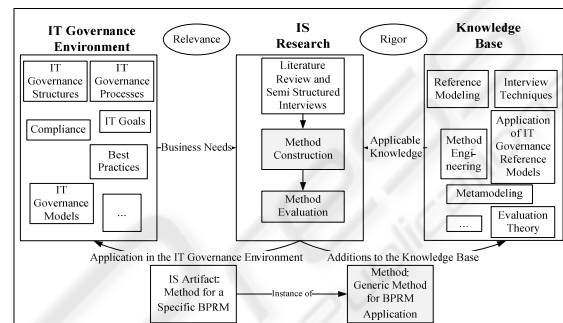 IT Governance
Environment
Relevance
IS
Research
Rigor
Knowledge
Base
IT
Governance
Structures
IT
Governance
Processes
Compliance
IT Goals
Best
Practices
IT
Governance
Models
...
Business Needs
Literature
Review and
Semi Structured
Interviews
Method
Construction
Method
Evaluation
Applicable
Knowledge
Reference
Modeling
Interview
Techniques
Method
Engi-
neering
Application
of IT
Governance
Reference
Models
Metamodeling
...
Evaluation
Theory
Application in the IT Governance Environment
Additions to the Knowledge Base
IS Artifact:
Method for a
Specific BPRM
Instance of
Method:
Generic Method
for BPRM
Application